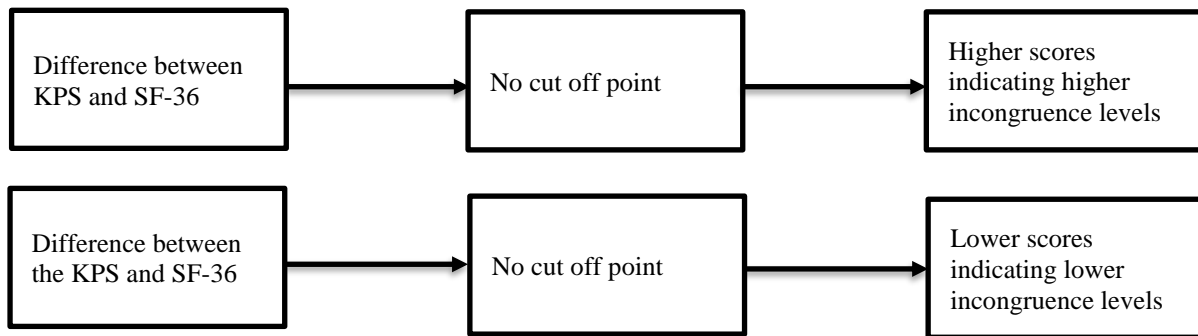 Difference between
KPS and SF-36
No cut off point
Higher scores
indicating higher
incongruence levels
Difference between
the KPS and SF-36
No cut off point
Lower scores
indicating lower
incongruence levels